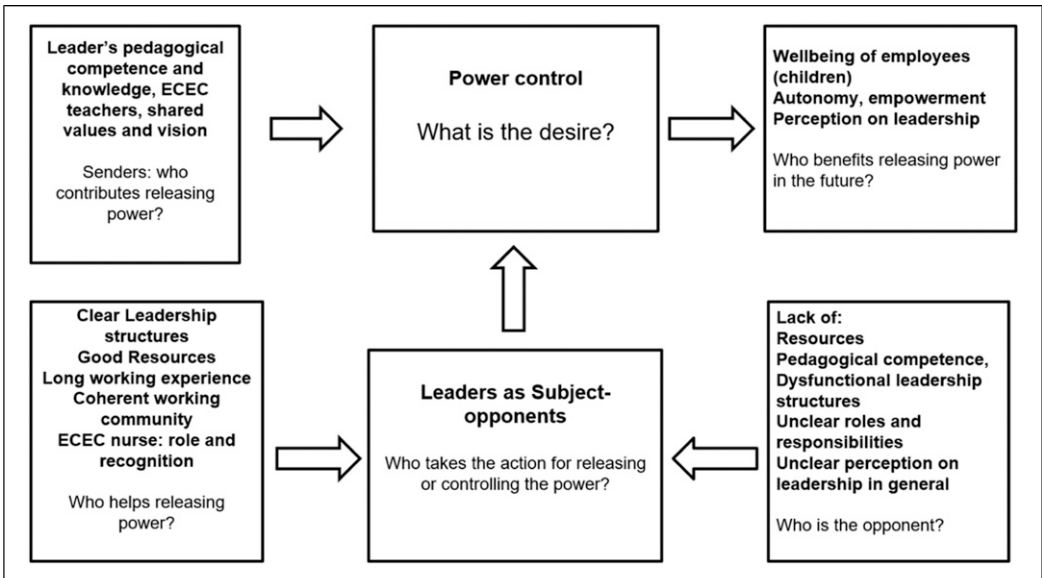 Leader's pedagogical
competence and
knowledge, ECEC
teachers, shared
values and vision
Senders: who
contributes releasing
power?
Power control
What is the desire?
Wellbeing of employees
(children)
Autonomy, empowerment
Perception on leadership
Who benefits releasing power
in the future?
Clear Leadership
structures
Good Resources
Long working experience
Coherent working
community
ECEC nurse: role and
recognition
Who helps releasing
power?
Leaders as Subject-
opponents
Who takes the action for releasing
or controlling the power?
Lack of:
Resources
Pedagogical competence,
Dysfunctional leadership
structures
Unclear roles and
responsibilities
Unclear perception on
leadership in general
Who is the opponent?